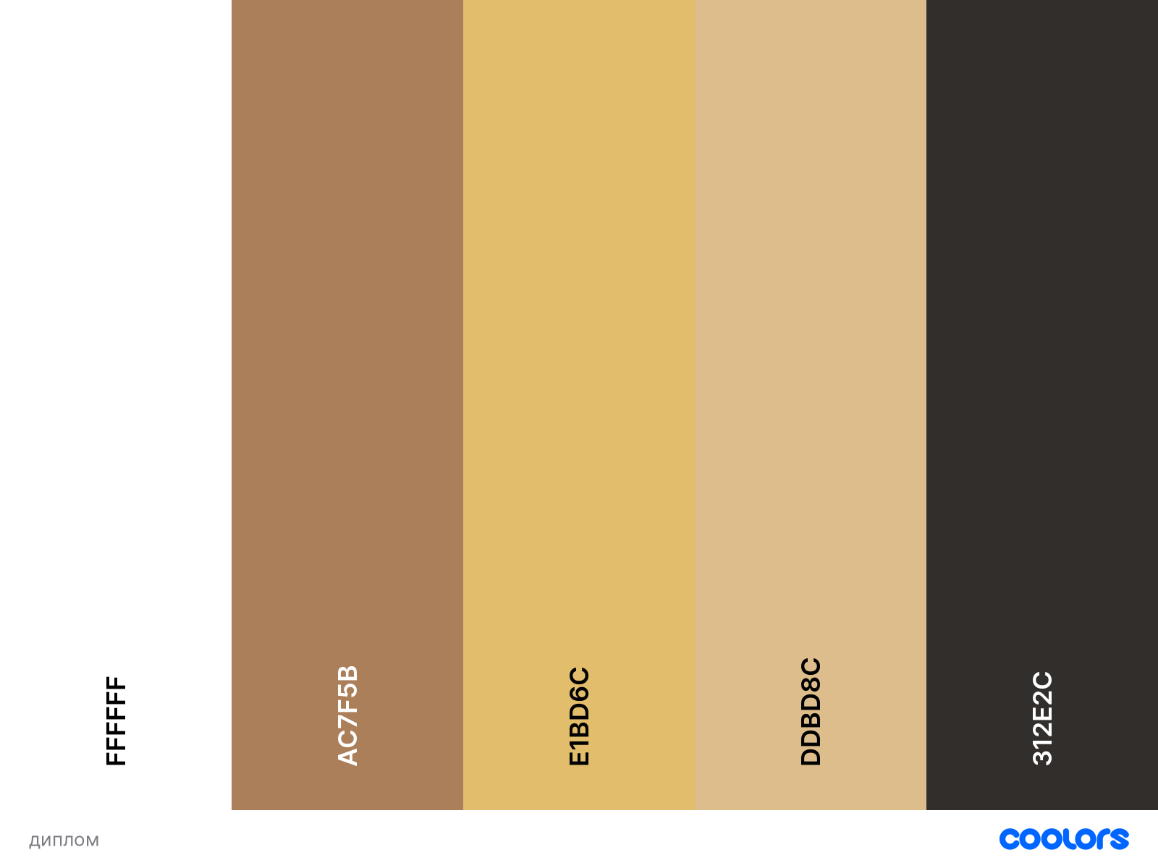 FFFFFF
AC7F5B
E1BD6C
DDBD8C
312E2C
диплом
coolors